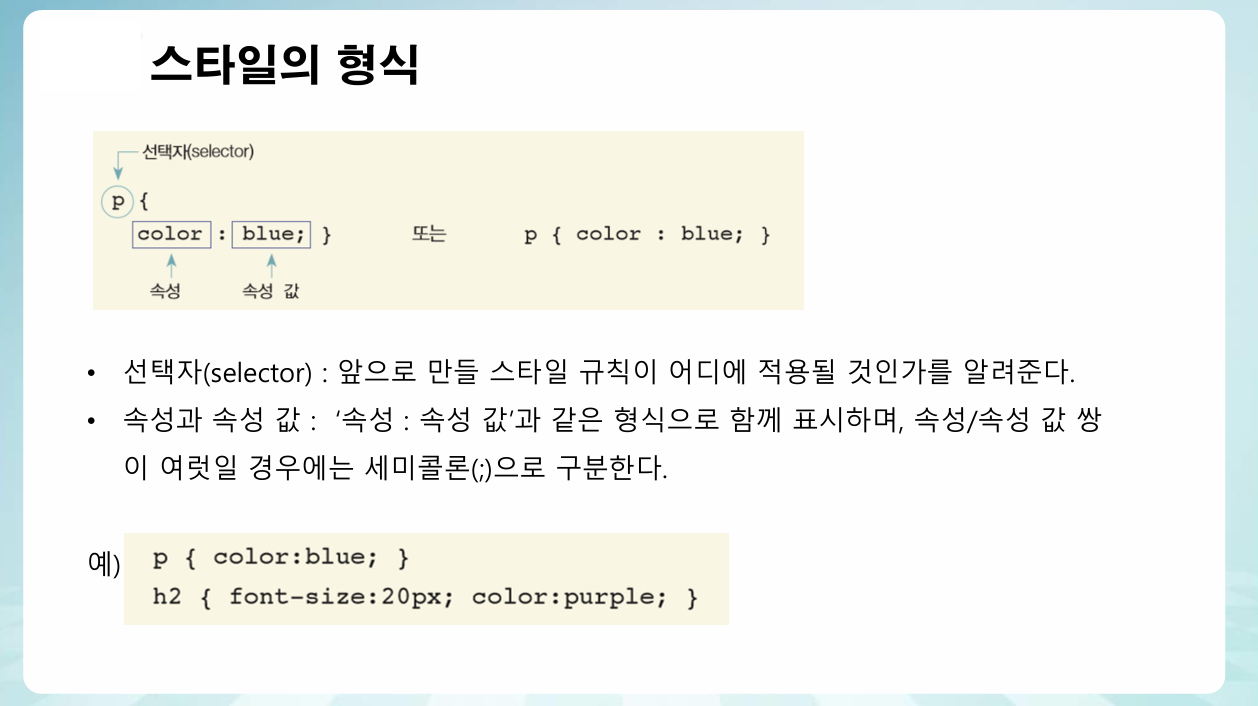 스타일의 형식
선택자(selector)
p {
color : blue; } 또는 p { color : blue; }
속성 속성 값
• 선택자(selector) : 앞으로 만들 스타일 규칙이 어디에 적용될 것인가를 알려준다.
• 속성과 속성 값 : ‘속성 : 속성 값’과 같은 형식으로 함께 표시하며, 속성/속성 값 쌍
이 여럿일 경우에는 세미콜론(;)으로 구분한다.
예) p { color:blue; }
h2 { font-size:20px; color:purple; }